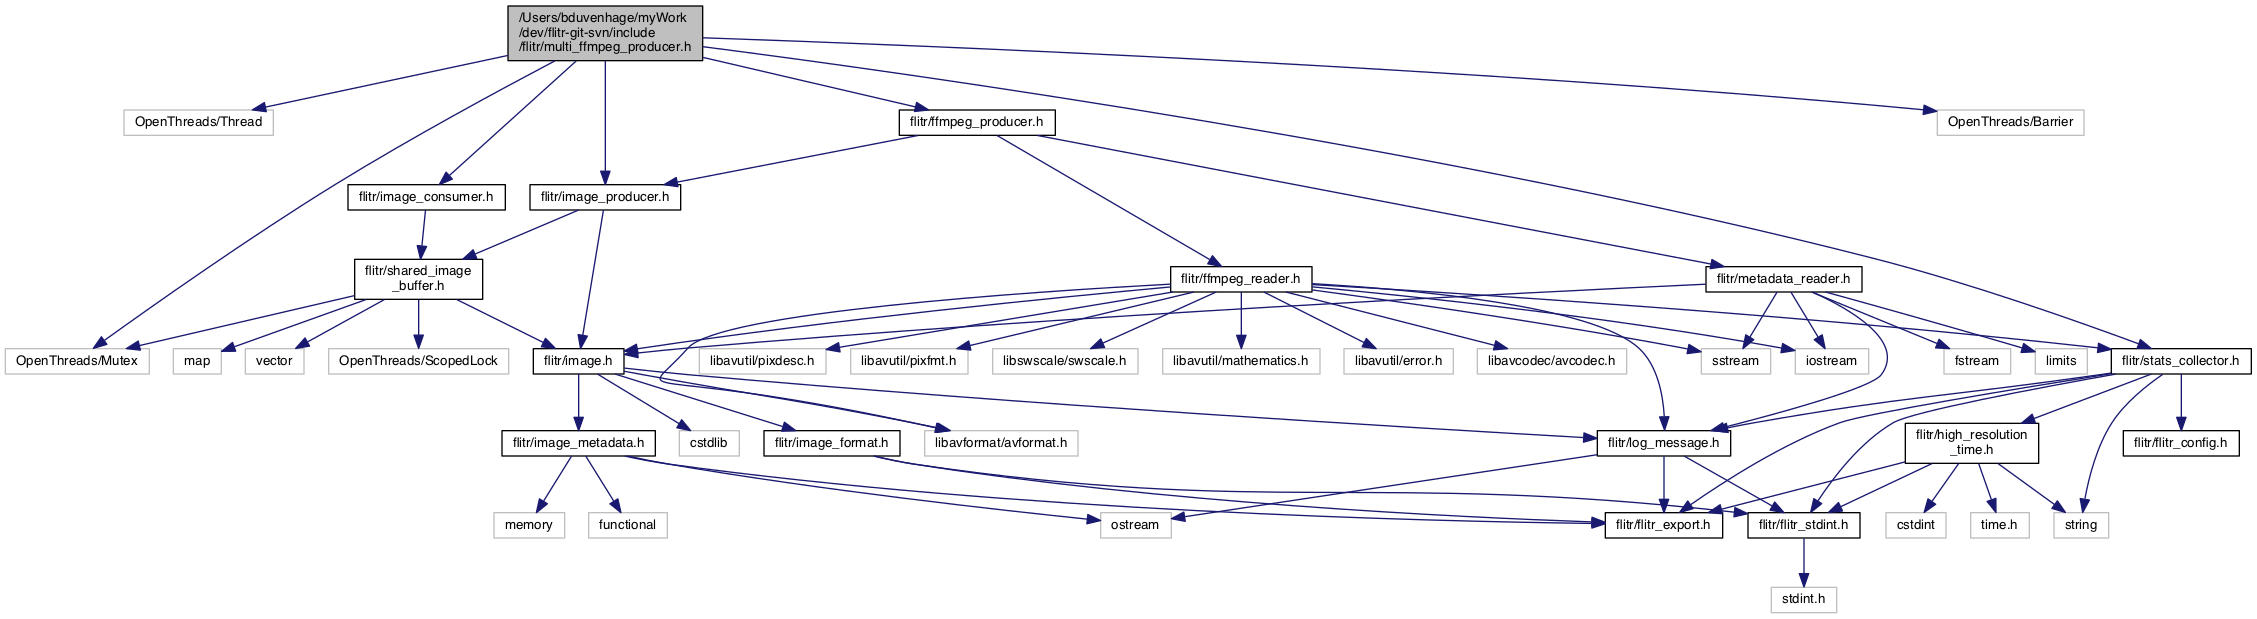 /Users/bduvenhage/myWork
/dev/flitr-git-svn/include
/flitr/multi_ffmpeg_producer.h
OpenThreads/Thread
flitr/ffmpeg_producer.h
OpenThreads/Barrier
flitr/image_consumer.h
flitr/image_producer.h
flitr/shared_image
_buffer.h
flitr/ffmpeg_reader.h
flitr/metadata_reader.h
OpenThreads/Mutex
map
vector
OpenThreads/ScopedLock
flitr/image.h
libavutil/pixdesc.h
libavutil/pixfmt.h
libswscale/swscale.h
libavutil/mathematics.h
libavutil/error.h
libavcodec/avcodec.h
sstream
iostream
fstream
limits
flitr/stats_collector.h
flitr/image_metadata.h
cstdlib
flitr/image_format.h
libavformat/avformat.h
flitr/log_message.h
flitr/high_resolution
_time.h
flitr/flitr_config.h
memory
functional
ostream
flitr/flitr_export.h
flitr/flitr_stdint.h
cstdint
time.h
string
stdint.h